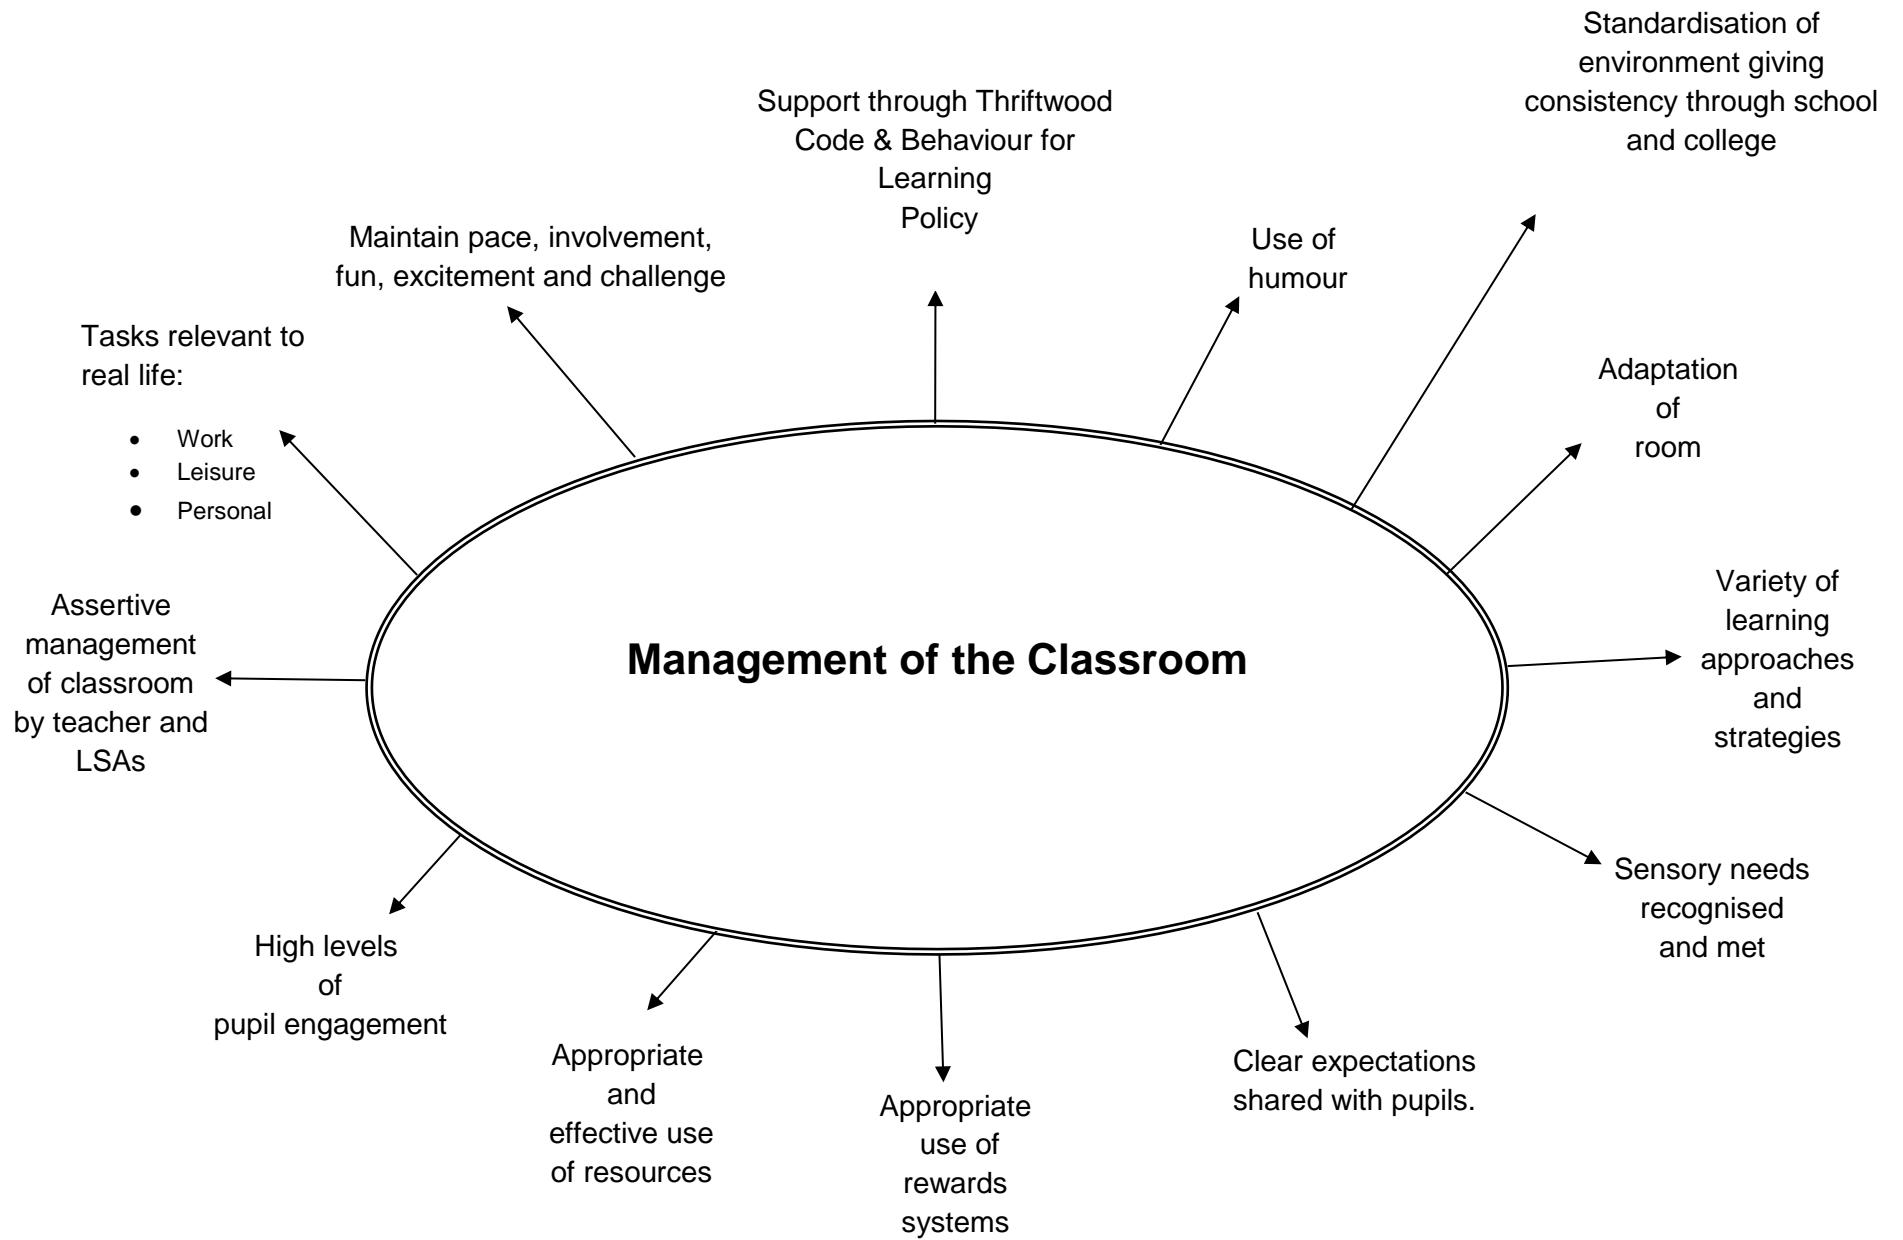 Standardisation of
environment giving
consistency through school
and college
Support through Thriftwood
Code & Behaviour for
Learning
Policy
Use of
humour
Maintain pace, involvement,
fun, excitement and challenge
Tasks relevant to
real life:
• Work
• Leisure
• Personal
Adaptation
of
room
Assertive
management
of classroom
by teacher and
LSAs
Management of the Classroom
Variety of
learning
approaches
and
strategies
Sensory needs
recognised
and met
High levels
of
pupil engagement
Appropriate
and
effective use
of resources
Appropriate
use of
rewards
systems
Clear expectations
shared with pupils.